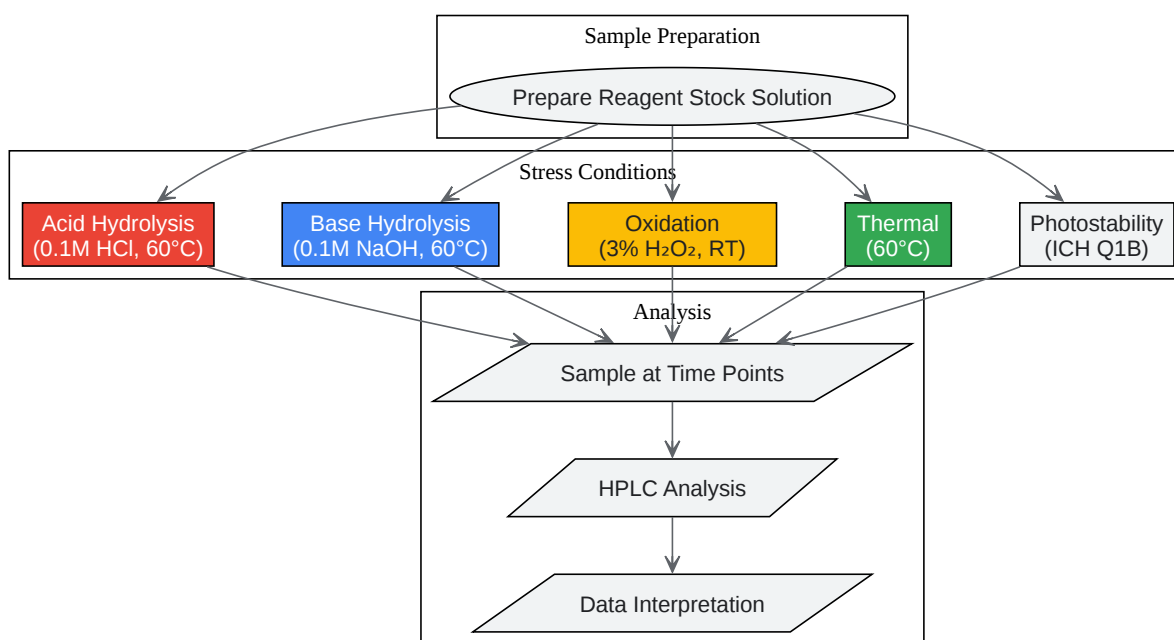 Sample Preparation
Prepare Reagent Stock Solution
Stress Conditions
Acid Hydrolysis
(0.1M HCl, 60°C)
Base Hydrolysis
(0.1M NaOH, 60°C)
Oxidation
(3% H₂O₂, RT)
Thermal
(60°C)
Photostability
(ICH Q1B)
Analysis
Sample at Time Points
HPLC Analysis
Data Interpretation